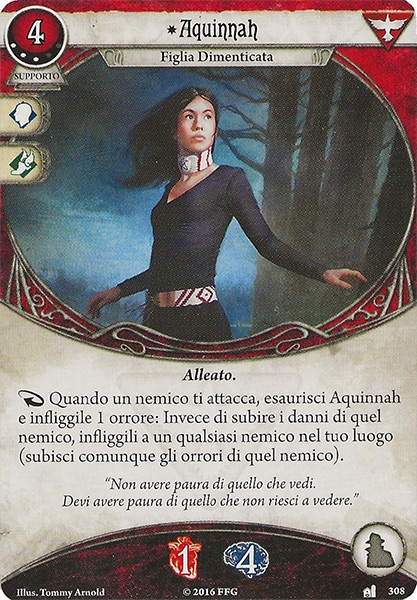 4
*Aquinnah
SUPPORTO
Figlia Dimenticata
Alleato.
Quando un nemico ti attacca, esaurisci Aquinnah
e infliggile 1 orrore: Invece di subire i danni di quel
nemico, infliggili a un qualsiasi nemico nel tuo luogo
(subisci comunque gli orrori di quel nemico).
“Non avere paura di quello che vedi.
Devi avere paura di quello che non riesci a vedere.”
1
4
Illus. Tommy Arnold
© 2016 FFG
308